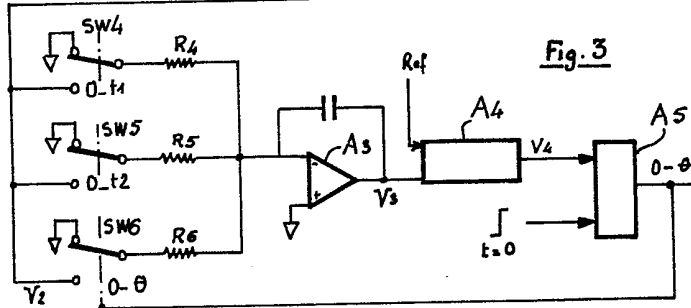 SW4
R4
Fig. 3
Ref
0_t1
A4
A5
SW5
R5
A3
V4
0-θ
0_t2
V3
SW6
R6
t=0
0-θ
V2